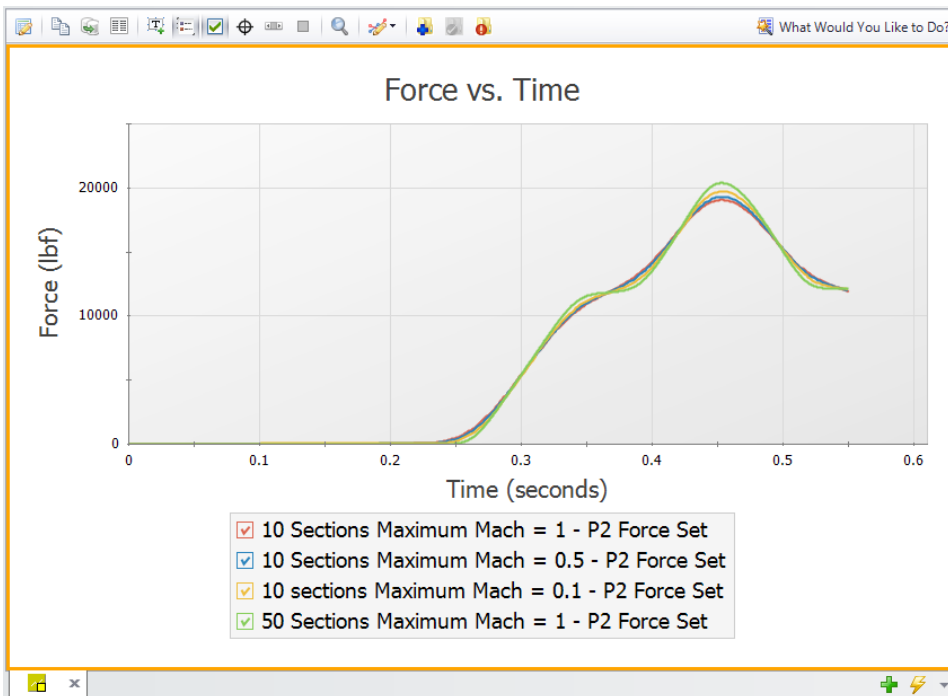 What Would You Like to Do?
Force vs. Time
Force (lbf)
20000
10000
0
0 0.1 0.2 0.3 0.4 0.5 0.6
Time (seconds)
10 Sections Maximum Mach = 1 - P2 Force Set
10 Sections Maximum Mach = 0.5 - P2 Force Set
10 sections Maximum Mach = 0.1 - P2 Force Set
50 Sections Maximum Mach = 1 - P2 Force Set